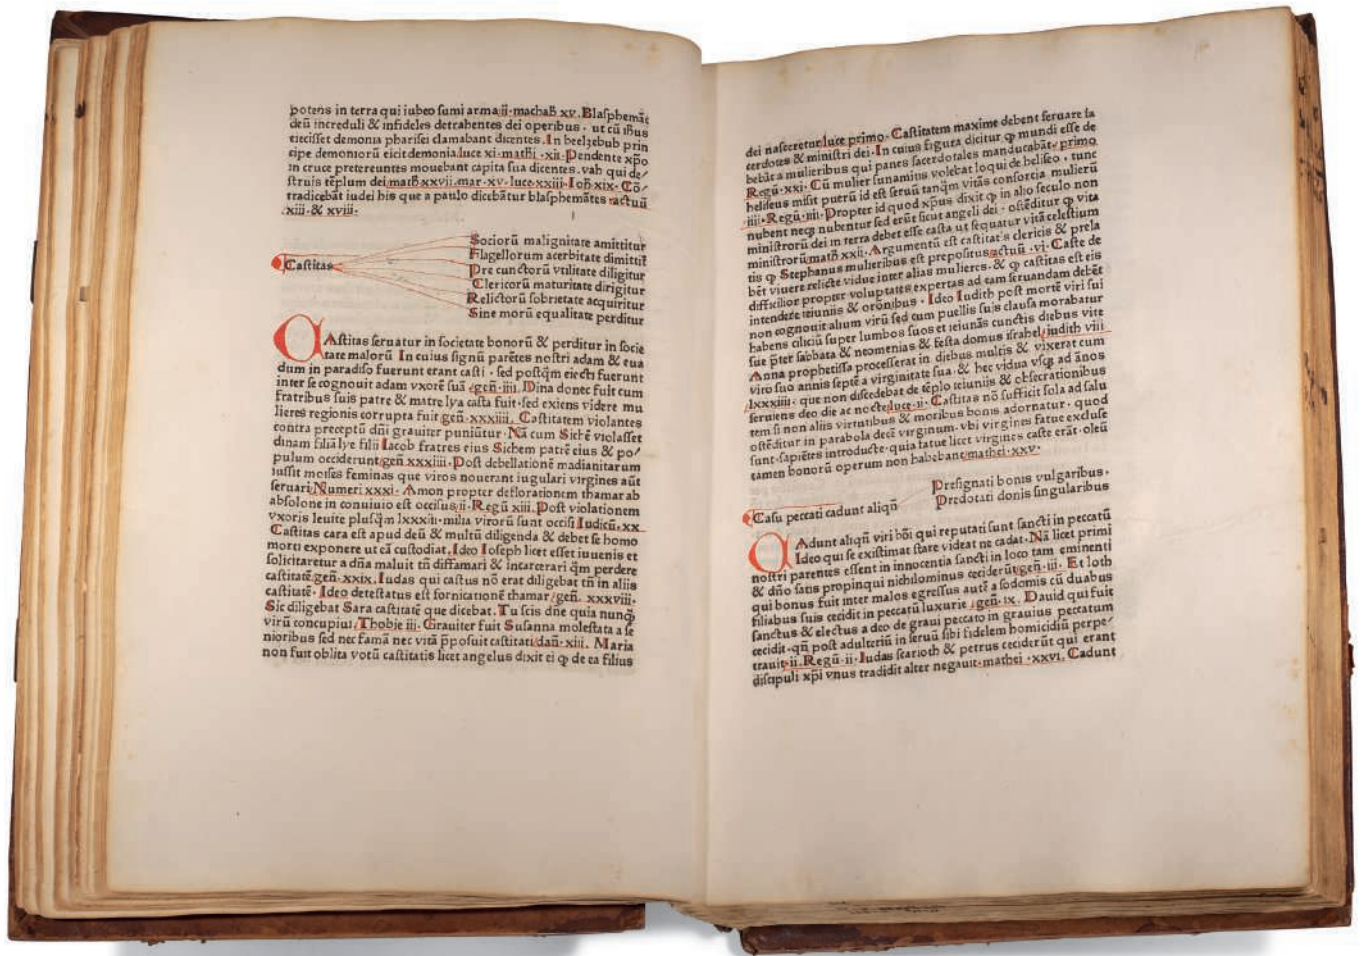 potens in terra qui iubeo sumi arma ii·machab̄ xv. Blasphemāt
deū increduli & infideles detrahentes dei operibus · ut cū ihus
eiecisset demonia pharisei clamabant dicentes. In beelzebub prin
cipe demoniorū eicit demonia luce xi·mathi ·xii· Pendente xpo
in cruce pretereuntes mouebant capita sua dicentes. vah qui de/
struis tēplum dei math xxvii. mar· xv· luce xxiii· Ioh xix· Cō/
tradicebāt iudei his que a paulo dicebātur blasphemātes ·actuū
xiii· & xviii·
Castitas
Sociorū malignitate amittitur
Flagellorum acerbitate dimittit
Pre cunctorū vtilitate diligitur
Clericorū maturitate dirigitur
Relictorū sobrietate acquiritur
Sine morū equalitate perditur
CAstitas seruatur in societate bonorū & perditur in socie
tate malorū In cuius signū parētes nostri adam & eua
dum in paradiso fuerunt erant casti · sed postq̄m eiecti fuerunt
inter se cognouit adam vxorē suā gen̄·iiii. Dina donec fuit cum
fratribus suis patre & matre lya casta fuit·sed exiens videre mu
lieres regionis corrupta fuit gen̄·xxxiiii. Castitatem violantes
contra preceptū dn̄i grauiter puniūtur· Nā cum Sichē violasset
dinam filiā lye filii Iacob fratres eius Sichem patrē eius & po/
pulum occiderunt gen̄ xxxiiii· Post debellationē madianitarum
iussit moises feminas que viros nouerant iugulari virgines aūt
seruari Numeri xxxi· Amon propter deflorationem thamar ab
absolone in conuiuio est occisus ii·Regū xiii. Post violationem
vxoris leuite plusq̄m lxxxiii·milia virorū sunt occisi Iudicū·xx
Castitas cara est apud deū & multū diligenda & debet se homo
morti exponere ut eā custodiat. Ideo Ioseph licet esset iuuenis et
solicitaretur a dn̄a maluit tn̄ diffamari & incarcerari q̄m perdere
castitatē gen̄·xxix. Iudas qui castus nō erat diligebat tn̄ in aliis
castitatē· Ideo detestatus est fornicationē thamar gen̄. xxxviii·
Sic diligebat Sara castitatē que dicebat. Tu scis dn̄e quia nunq̄
virū concupiui Thobie iii. Grauiter fuit Susanna molestata a se
nioribus sed nec famā nec vitā p̄posuit castitati dan̄·xiii. Maria
non fuit oblita votū castitatis licet angelus dixit ei q̄ de ea filius
dei nasceretur luce primo· Castitatem maxime debent seruare sa
cerdotes & ministri dei· In cuius figura dicitur q̄ mundi esse de
bebāt a mulieribus qui panes sacerdotales manducabāt primo
Regū·xxi· Cū mulier sunamitis volebat loqui de heliseo , tunc
heliseus misit puerū id est seruū tanq̄m vitās consortia mulierū
iiii·Regū·iiii·Propter id quod xpus dixit q̄ in alio seculo non
nubent neq̨ nubentur sed erūt sicut angeli dei · ostēditur q̄ vita
ministrorū dei in terra debet esse casta ut sequatur vitā celestium
ministrorū math xxii· Argumentū est castitatis clericis & prela
tis q̄ Stephanus mulieribus est prepositus actuū ·vi· Caste de
bēt viuere relicte vidue inter alias mulieres·& q̄ castitas est eis
difficilior propter voluptates expertas ad eam seruandam debēt
intendere ieiuniis & orōnibus · Ideo Iudith post mortē viri sui
non cognouit alium virū sed cum puellis suis clausa morabatur
habens ciliciū super lumbos suos et ieiunās cunctis diebus vite
sue p̄ter sabbata & neomenias & festa domus israhel iudith viii
Anna prophetissa processerat in diebus multis & vixerat cum
viro suo annis septē a virginitate sua·& hec vidua vsq̨ ad ānos
lxxxiiii· que non discedebat de tēplo ieiuniis & obsecrationibus
seruiens deo die ac nocte luce·ii· Castitas nō sufficit sola ad salu
tem si non aliis virtutibus & moribus bonis adornatur· quod
ostēditur in parabola decē virginum·vbi virgines fatue excluse
sunt·sapiētes introducte·quia fatue licet virgines caste erāt·oleū
tamen bonorū operum non habebant mathei·xxv·
Casu peccati cadunt aliqn̄
Presignati bonis vulgaribus·
Predotati donis singularibus
CAdunt aliqn̄ viri boi qui reputati sunt sancti in peccatū
Ideo qui se existimat stare videat ne cadat· Nā licet primi
nostri parentes essent in innocentia sancti in loco tam eminenti
& dn̄o satis propinqui nichilominus ceciderūt gen̄·iii· Et loth
qui bonus fuit inter malos egressus autē a sodomis cū duabus
filiabus suis cecidit in peccatū luxurie gen̄·ix· Dauid qui fuit
sanctus & electus a deo de graui peccato in grauius peccatum
cecidit·qn̄ post adulteriū in seruū sibi fidelem homicidiū perpe/
trauit·ii·Regū·ii·Iudas scarioth & petrus ceciderūt qui erant
discipuli xpi vnus tradidit alter negauit·mathei ·xxvi· Cadunt